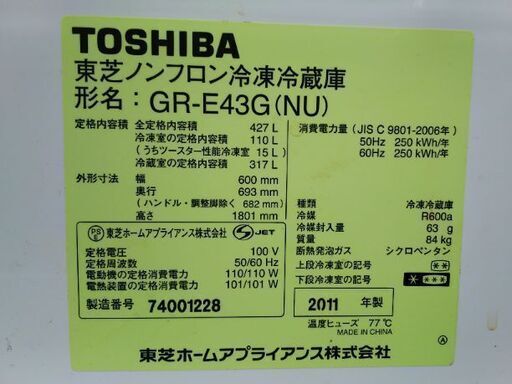 TOSHIBA
東芝ノンフロン冷凍冷蔵庫
形名：GR-E43G(NU)
定格内容積 全定格内容積 427 L
冷凍室の定格内容積 110 L
(うちツースター性能冷凍室 15 L)
冷蔵室の定格内容積 317 L
外形寸法 幅 600 mm
奥行 693 mm
(ハンドル・調整脚除く 682 mm)
高さ 1801 mm
PS E 東芝ホームアプライアンス株式会社 S JET
定格電圧 100 V
定格周波数 50/60 Hz
電動機の定格消費電力 110/110 W
電熱装置の定格消費電力 101/101 W
製造番号 74001228
消費電力量 (JIS C 9801-2006年)
50Hz 250 kWh/年
60Hz 250 kWh/年
種類 冷凍冷蔵庫
冷媒 R600a
冷媒封入量 63 g
質量 84 kg
断熱発泡ガス シクロペンタン
上段冷凍室の記号 **
下段冷凍室の記号 ****
2011 年製
温度ヒューズ 77℃
MADE IN CHINA
東芝ホームアプライアンス株式会社
Ⓐ